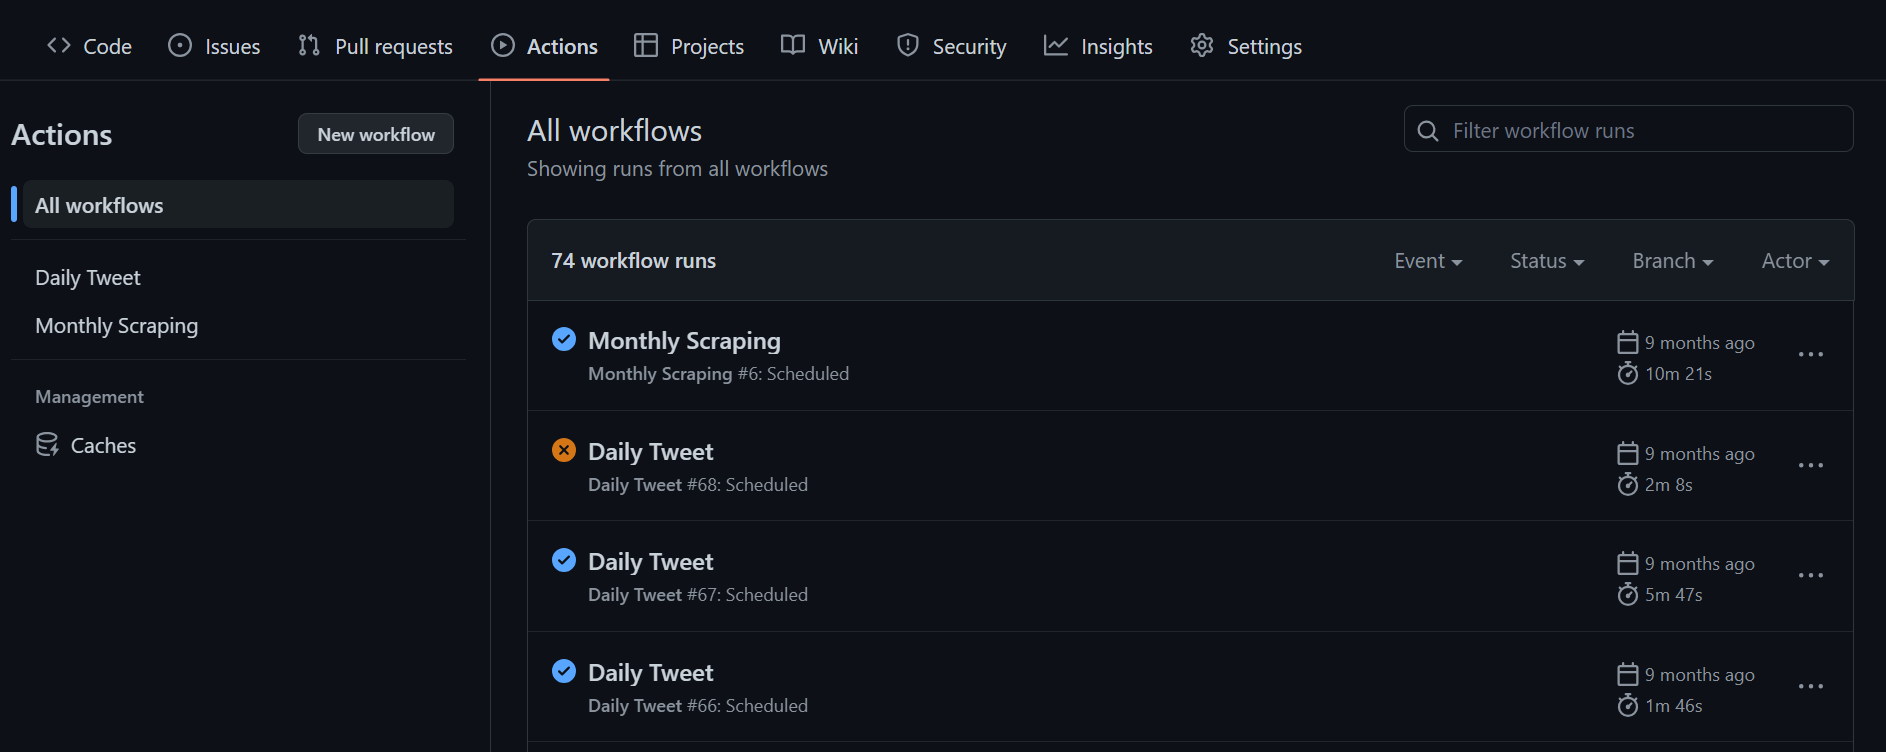 Code Issues Pull requests Actions Projects Wiki Security Insights Settings
Actions
New workflow
All workflows
Daily Tweet
Monthly Scraping
Management
Caches
All workflows
Showing runs from all workflows
Filter workflow runs
74 workflow runs
Event Status Branch Actor
Monthly Scraping
Monthly Scraping #6: Scheduled
9 months ago
10m 21s
Daily Tweet
Daily Tweet #68: Scheduled
9 months ago
2m 8s
Daily Tweet
Daily Tweet #67: Scheduled
9 months ago
5m 47s
Daily Tweet
Daily Tweet #66: Scheduled
9 months ago
1m 46s